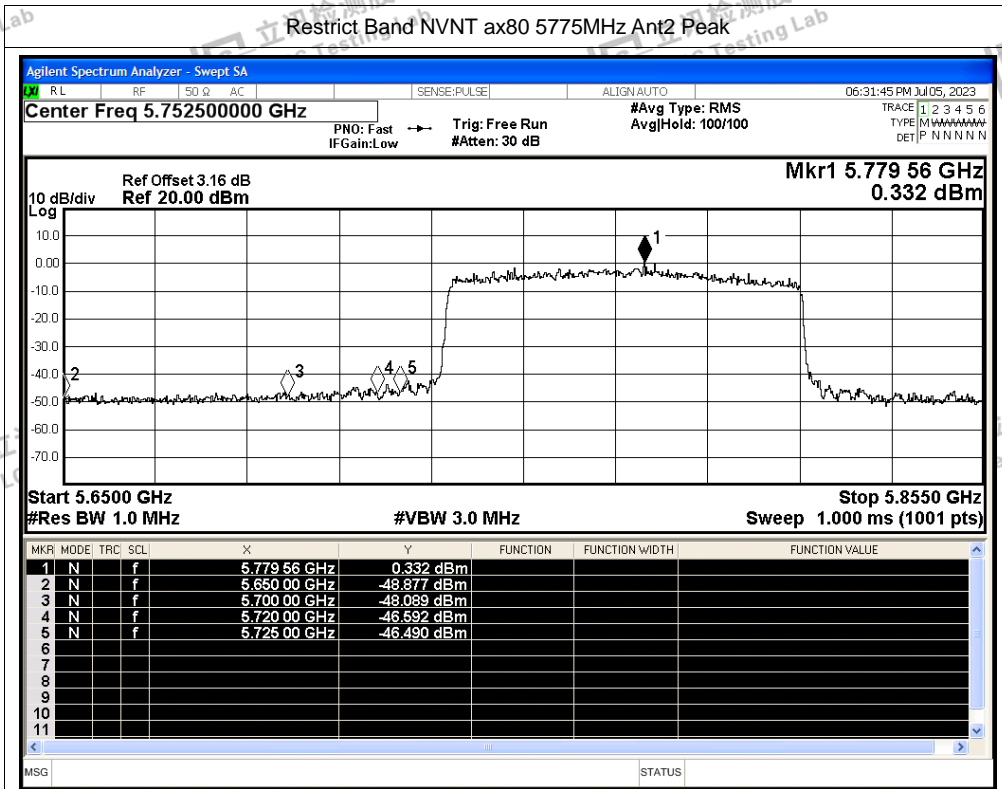 Restrict Band NVNT ax80 5775MHz Ant2 Peak
Agilent Spectrum Analyzer - Swept SA
LXI RL RF 50 Ω AC SENSE:PULSE ALIGN AUTO 06:31:45 PM Jul 05, 2023
Center Freq 5.752500000 GHz #Avg Type: RMS TRACE 1 2 3 4 5 6
PNO: Fast Trig: Free Run Avg|Hold: 100/100 TYPE M WWWWW
IFGain:Low #Atten: 30 dB DET P N N N N N
Mkr1 5.779 56 GHz
Ref Offset 3.16 dB
10 dB/div Ref 20.00 dBm 0.332 dBm
Log
10.0
1
0.00
-10.0
-20.0
-30.0
-40.0 2 3 4 5
-50.0
-60.0
-70.0
Start 5.6500 GHz Stop 5.8550 GHz
#Res BW 1.0 MHz #VBW 3.0 MHz Sweep 1.000 ms (1001 pts)
MKR MODE TRC SCL X Y FUNCTION FUNCTION WIDTH FUNCTION VALUE
1 N f 5.779 56 GHz 0.332 dBm
2 N f 5.650 00 GHz -48.877 dBm
3 N f 5.700 00 GHz -48.089 dBm
4 N f 5.720 00 GHz -46.592 dBm
5 N f 5.725 00 GHz -46.490 dBm
6
7
8
9
10
11
MSG STATUS